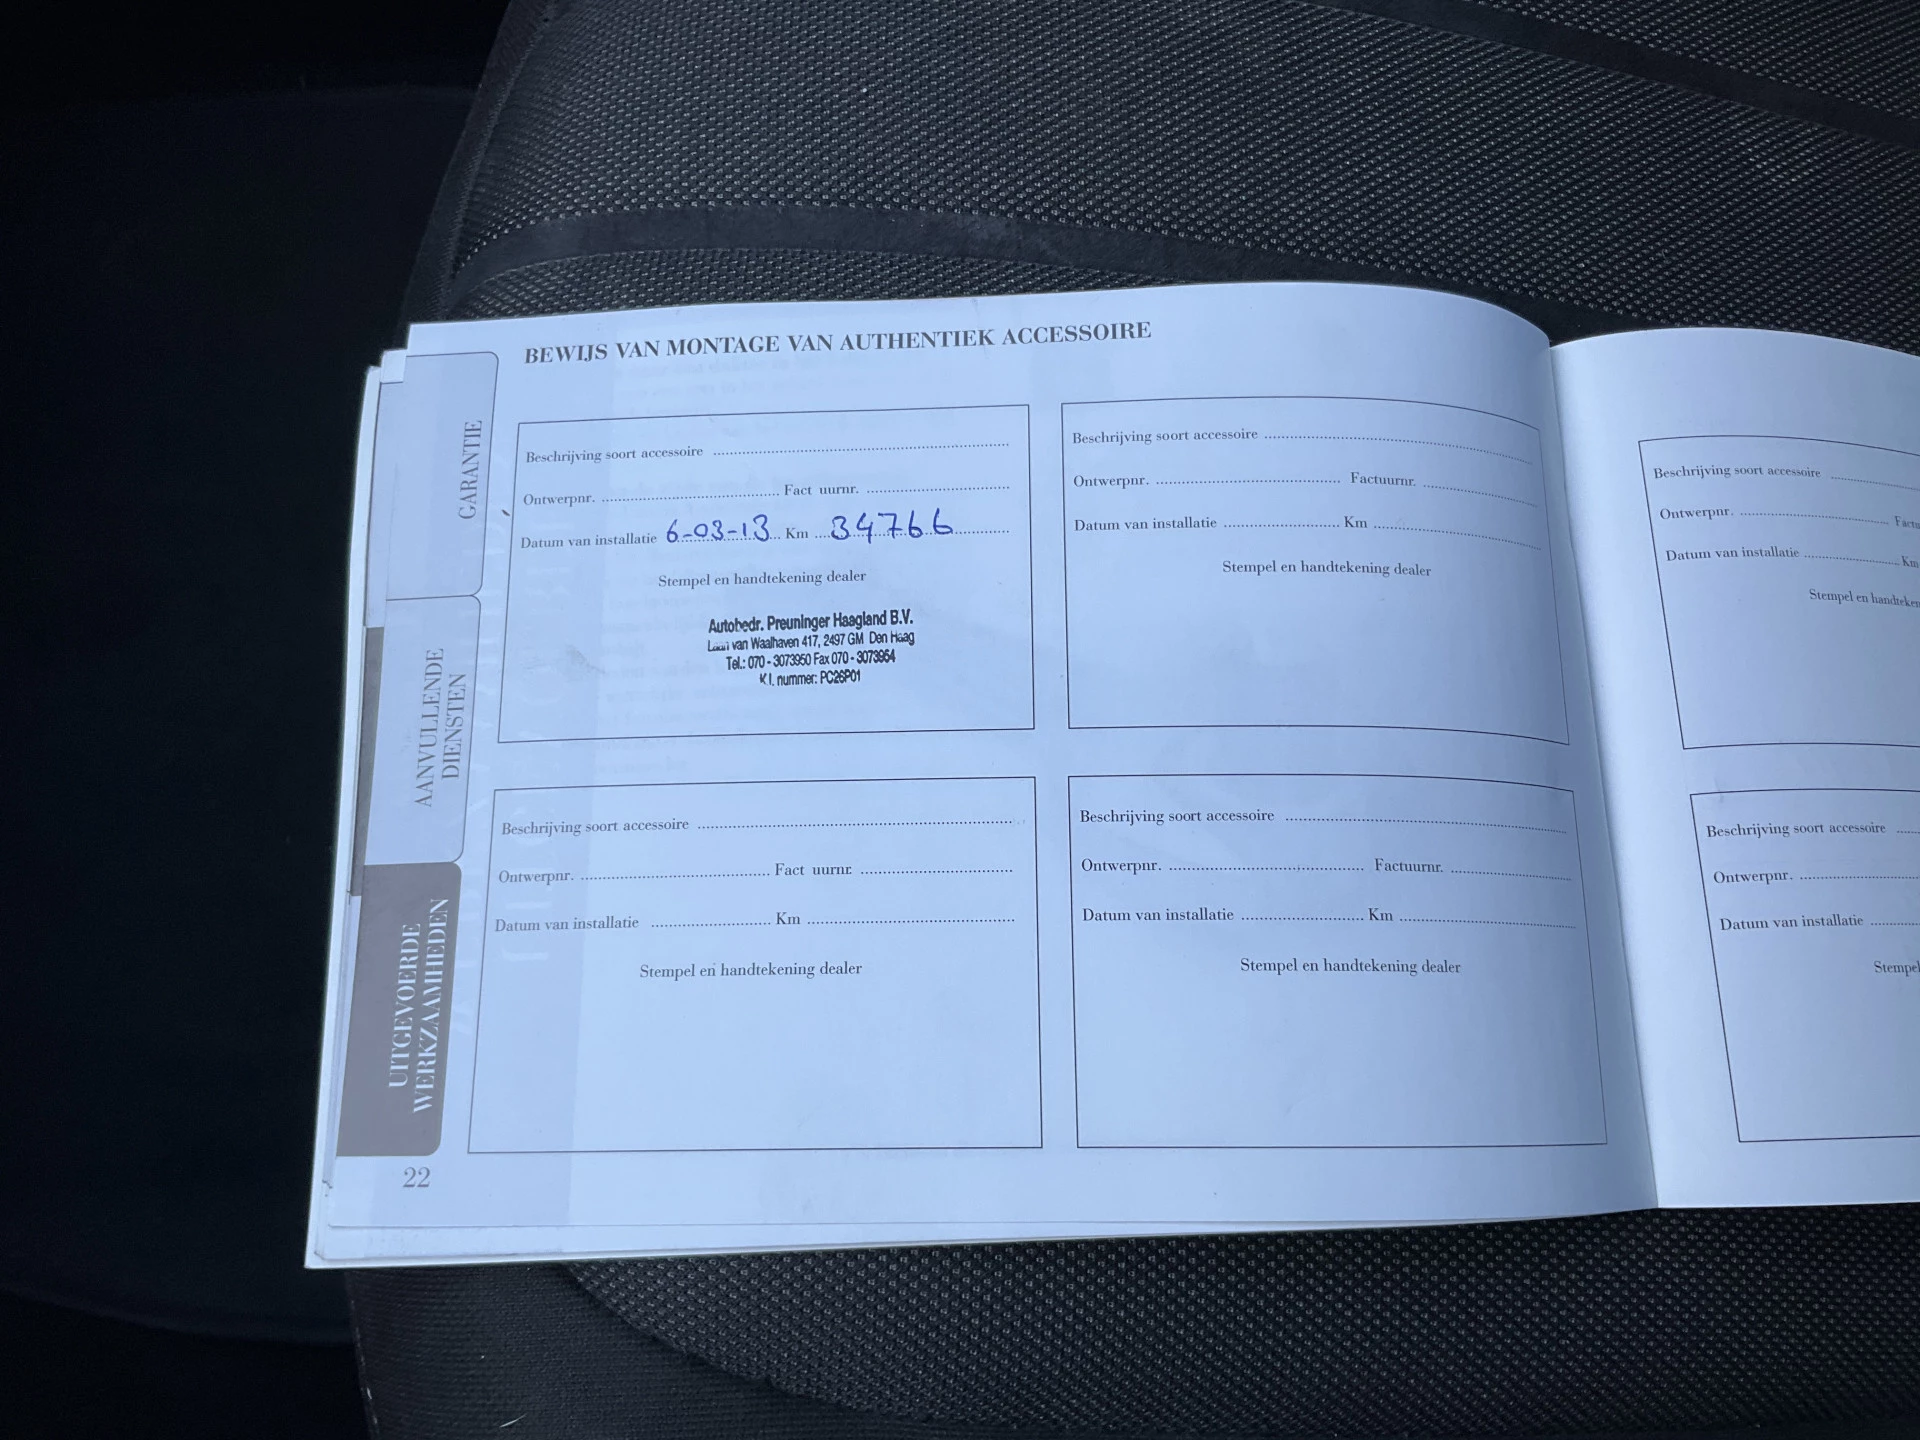 BEWIJS VAN MONTAGE VAN AUTHENTIEK ACCESSOIRE
GARANTIE
AANVULLENDE
DIENSTEN
UITGEVOERDE
WERKZAAMHEDEN
22
Beschrijving soort accessoire ..........
Ontwerpnr. .......... Fact uurnr. ..........
Datum van installatie 6-03-13 Km 34766
Stempel en handtekening dealer
Autobedr. Preuninger Haagland B.V.
Laan van Waalhaven 417, 2497 GM Den Haag
Tel.: 070 - 3073950 Fax 070 - 3073954
K.I. nummer: PC26P01
Beschrijving soort accessoire ..........
Ontwerpnr. .......... Factuurnr. ..........
Datum van installatie .......... Km ..........
Stempel en handtekening dealer
Beschrijving soort accessoire ..........
Ontwerpnr. .......... Fact uurnr. ..........
Datum van installatie .......... Km ..........
Stempel en handtekening dealer
Beschrijving soort accessoire ..........
Ontwerpnr. .......... Factuurnr. ..........
Datum van installatie .......... Km ..........
Stempel en handtekening dealer
Beschrijving soort accessoire ..........
Ontwerpnr. .......... Factu
Datum van installatie .......... Km
Stempel en handteken
Beschrijving soort accessoire ..........
Ontwerpnr. ..........
Datum van installatie ..........
Stempel